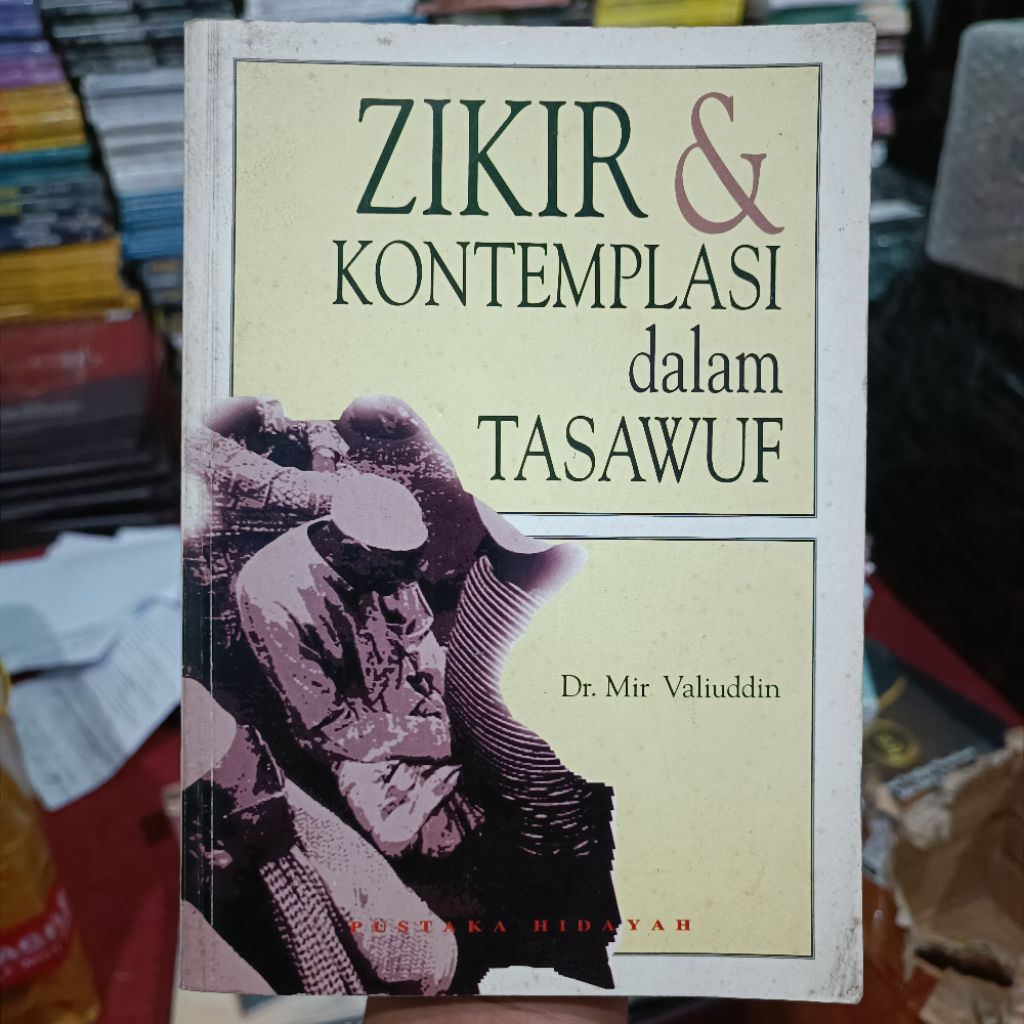 ZIKIR &
KONTEMPLASI
dalam
TASAWUF
Dr. Mir Valiuddin
PUSTAKA HIDAYAH